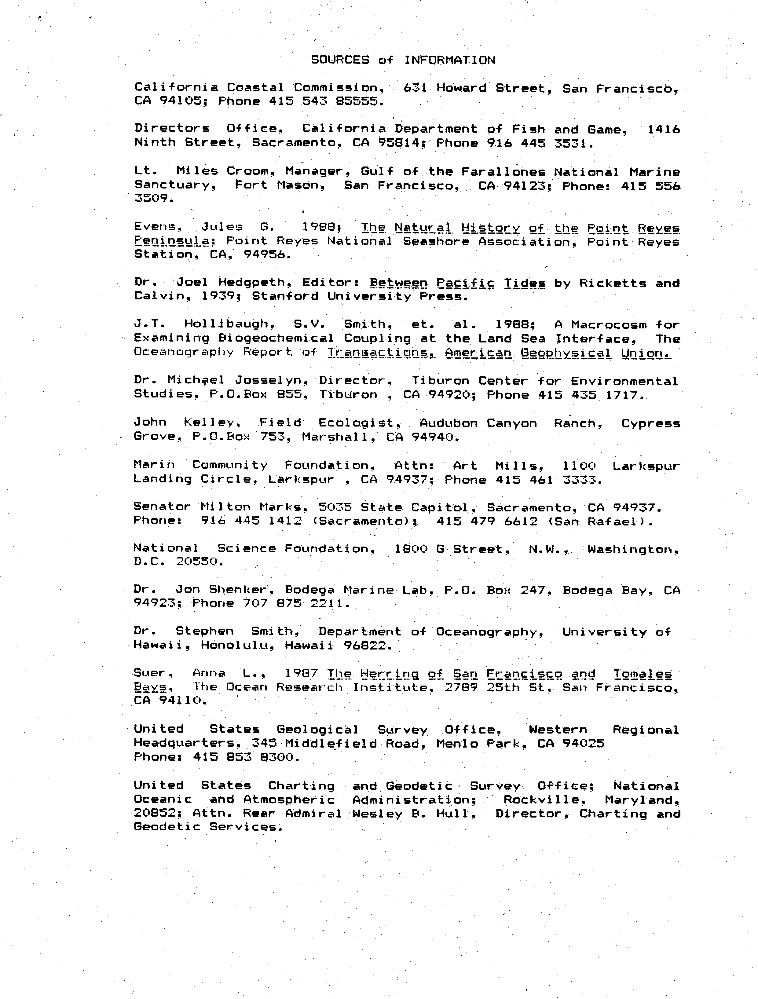 SOURCES of INFORMATION
California Coastal Commission, 631 Howard Street, San Francisco,
CA 94105; Phone 415 543 85555.
Directors Office, California Department of Fish and Game, 1416
Ninth Street, Sacramento, CA 95814; Phone 916 445 3531.
Lt. Miles Croom, Manager, Gulf of the Farallones National Marine
Sanctuary, Fort Mason, San Francisco, CA 94123; Phone: 415 556
3509.
Evens, Jules G. 1988; The Natural History of the Point Reyes
Peninsula; Point Reyes National Seashore Association, Point Reyes
Station, CA, 94956.
Dr. Joel Hedgpeth, Editor: Between Pacific Tides by Ricketts and
Calvin, 1939; Stanford University Press.
J.T. Hollibaugh, S.V. Smith, et. al. 1988; A Macrocosm for
Examining Biogeochemical Coupling at the Land Sea Interface, The
Oceanography Report of Transactions, American Geophysical Union.
Dr. Michael Josselyn, Director, Tiburon Center for Environmental
Studies, P.O.Box 855, Tiburon , CA 94920; Phone 415 435 1717.
John Kelley, Field Ecologist, Audubon Canyon Ranch, Cypress
Grove, P.O.Box 753, Marshall, CA 94940.
Marin Community Foundation, Attn: Art Mills, 1100 Larkspur
Landing Circle, Larkspur , CA 94937; Phone 415 461 3333.
Senator Milton Marks, 5035 State Capitol, Sacramento, CA 94937.
Phone: 916 445 1412 (Sacramento); 415 479 6612 (San Rafael).
National Science Foundation, 1800 G Street, N.W., Washington,
D.C. 20550.
Dr. Jon Shenker, Bodega Marine Lab, P.O. Box 247, Bodega Bay, CA
94923; Phone 707 875 2211.
Dr. Stephen Smith, Department of Oceanography, University of
Hawaii, Honolulu, Hawaii 96822.
Suer, Anna L., 1987 The Herring of San Francisco and Tomales
Bays, The Ocean Research Institute, 2789 25th St, San Francisco,
CA 94110.
United States Geological Survey Office, Western Regional
Headquarters, 345 Middlefield Road, Menlo Park, CA 94025
Phone: 415 853 8300.
United States Charting and Geodetic Survey Office; National
Oceanic and Atmospheric Administration; Rockville, Maryland,
20852; Attn. Rear Admiral Wesley B. Hull, Director, Charting and
Geodetic Services.